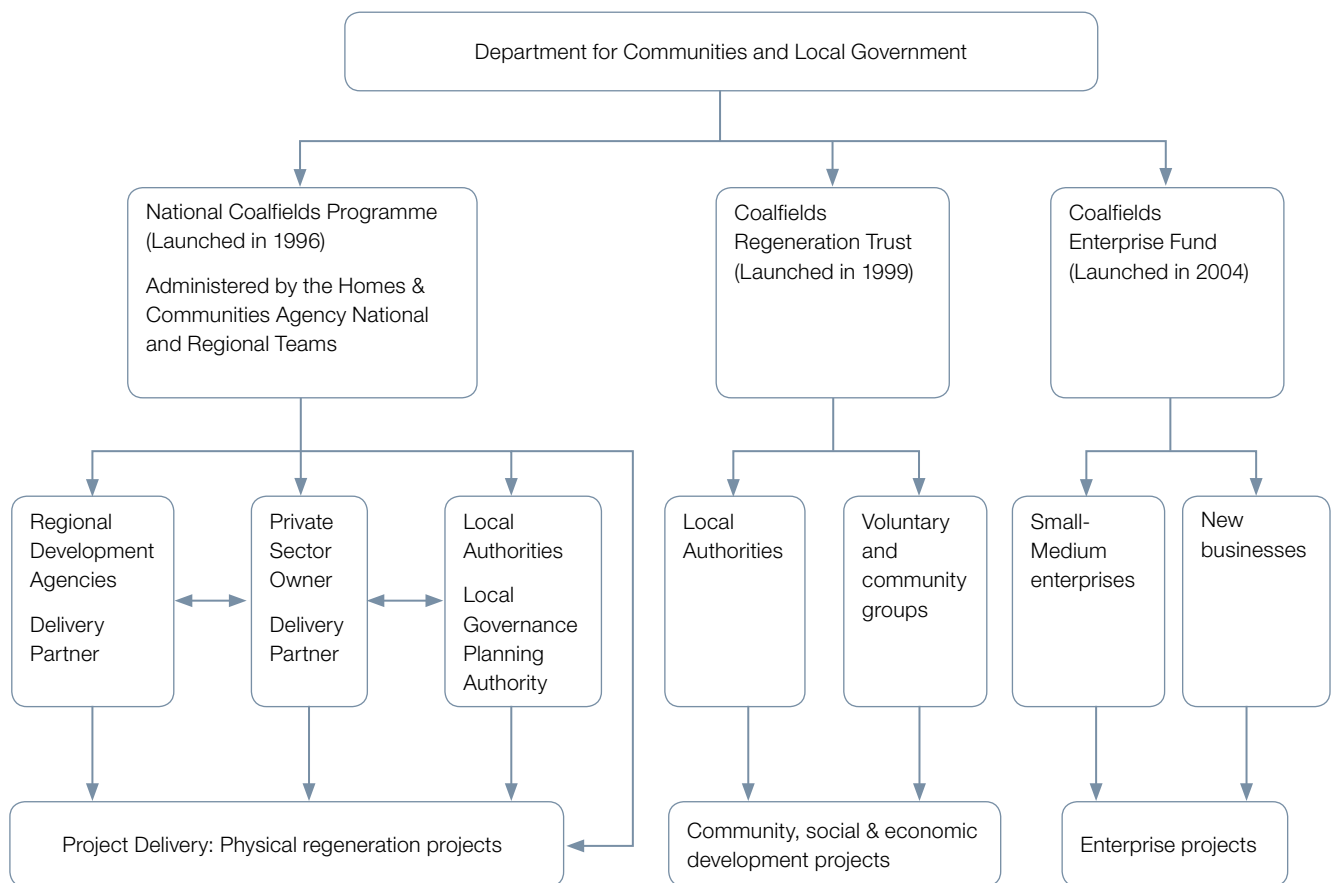 Department for Communities and Local Government
National Coalfields Programme
(Launched in 1996)
Administered by the Homes &
Communities Agency National
and Regional Teams
Coalfields
Regeneration Trust
(Launched in 1999)
Coalfields
Enterprise Fund
(Launched in 2004)
Regional
Development
Agencies
Delivery
Partner
Private
Sector
Owner
Delivery
Partner
Local
Authorities
Local
Governance
Planning
Authority
Local
Authorities
Voluntary
and
community
groups
Small-
Medium
enterprises
New
businesses
Project Delivery: Physical regeneration projects
Community, social & economic
development projects
Enterprise projects